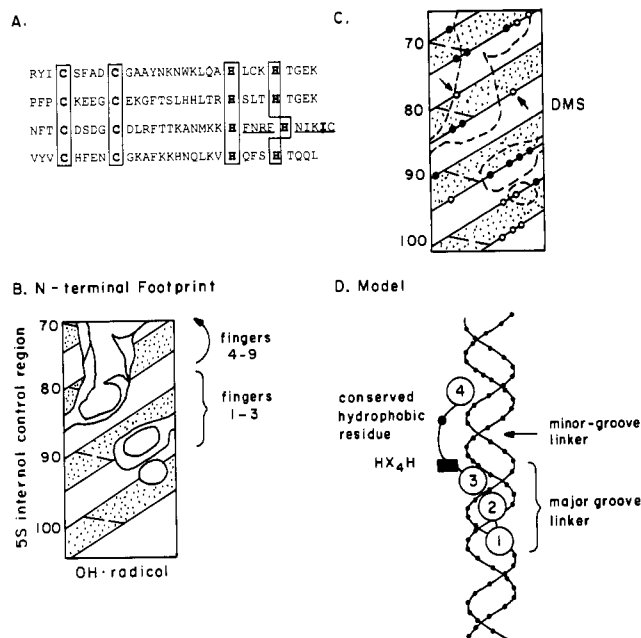 A.
RYI C SFAD C GAAYNKNWKLQA H LCK H TGEK
PFP C KEEG C EKGFTSLHHLTR H SLT H TGEK
NFT C DSDG C DLRFTTKANMKK H FNRF H NIKIC
VYV C HFEN C GKAFKKHNQLKV H QFS H TQQL
C.
70
80
90
100
DMS
B. N-terminal Footprint
5S internal control region
70
80
90
100
fingers
4-9
fingers
1-3
OH·radical
D. Model
conserved
hydrophobic
residue
HX4H
4
3
2
1
minor-groove
linker
major groove
linker